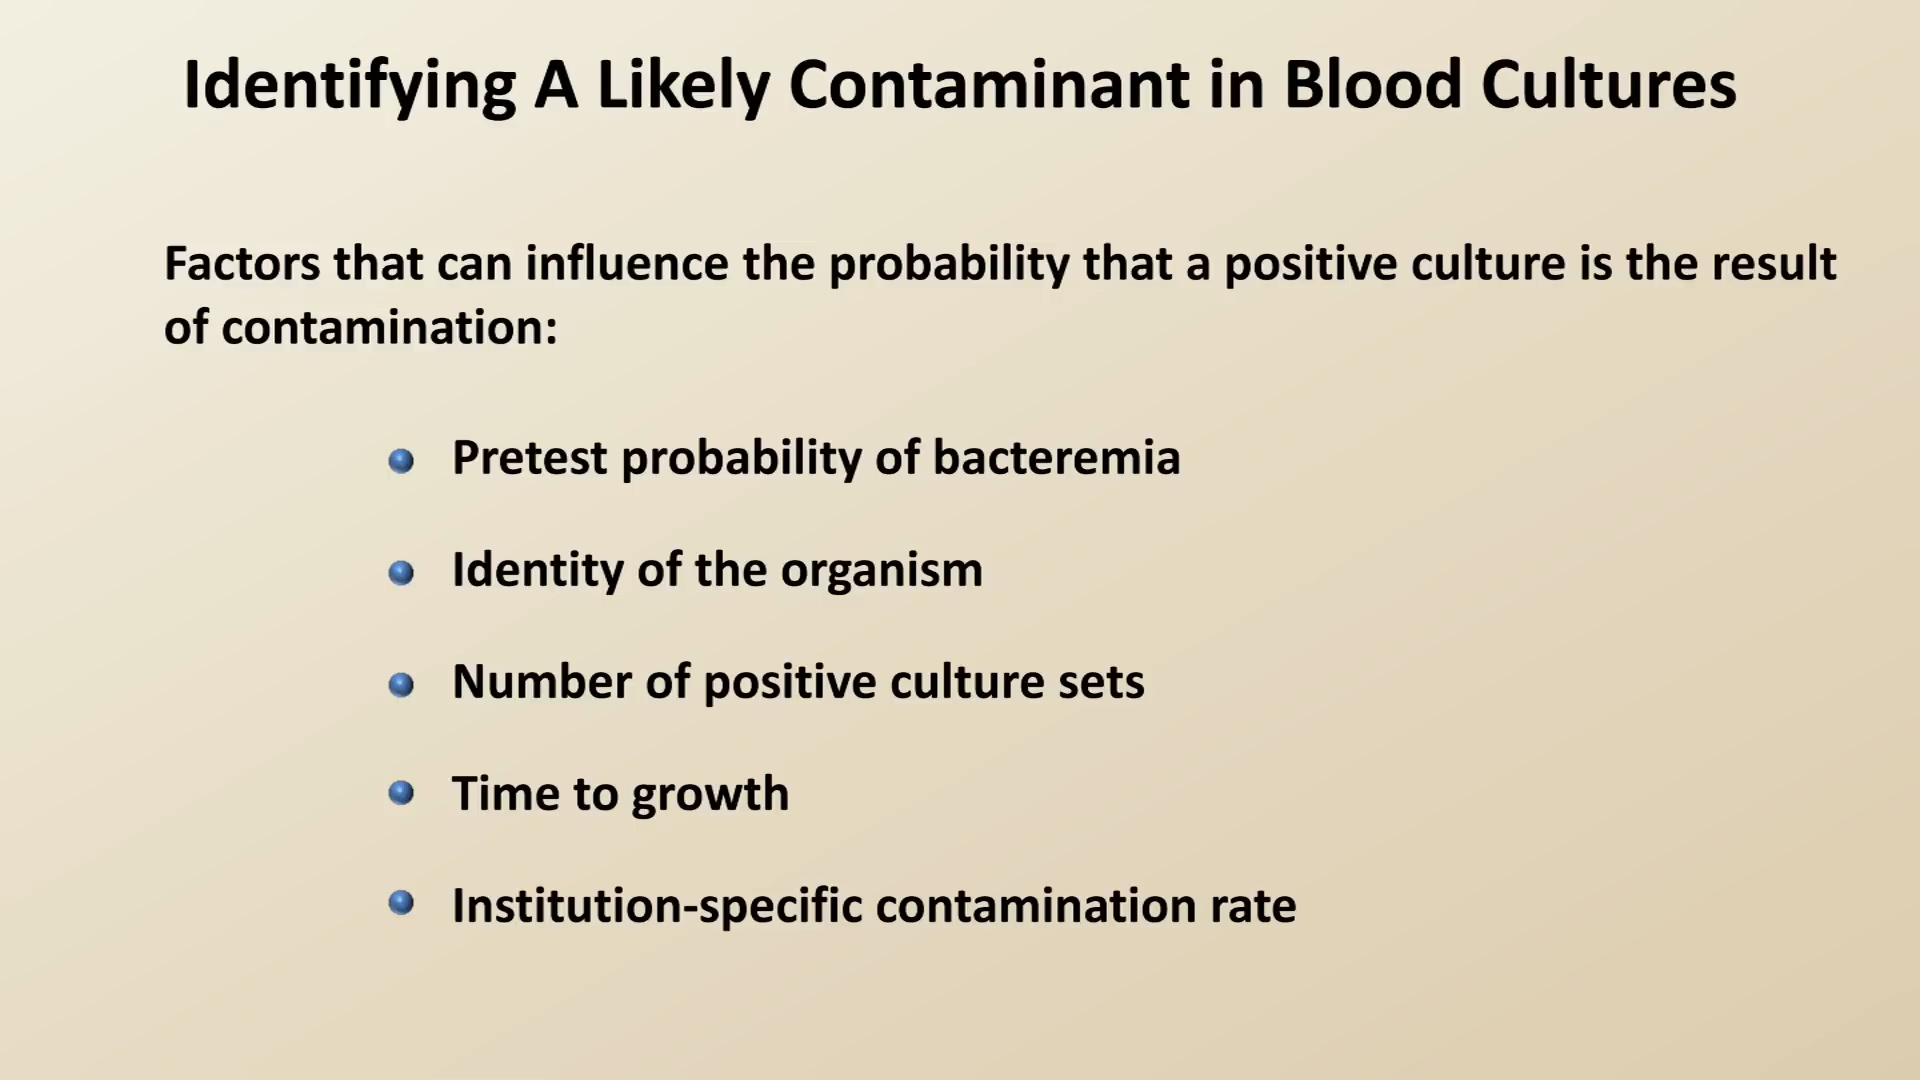 Identifying A Likely Contaminant in Blood Cultures
Factors that can influence the probability that a positive culture is the result
of contamination:
Pretest probability of bacteremia
Identity of the organism
Number of positive culture sets
Time to growth
Institution-specific contamination rate